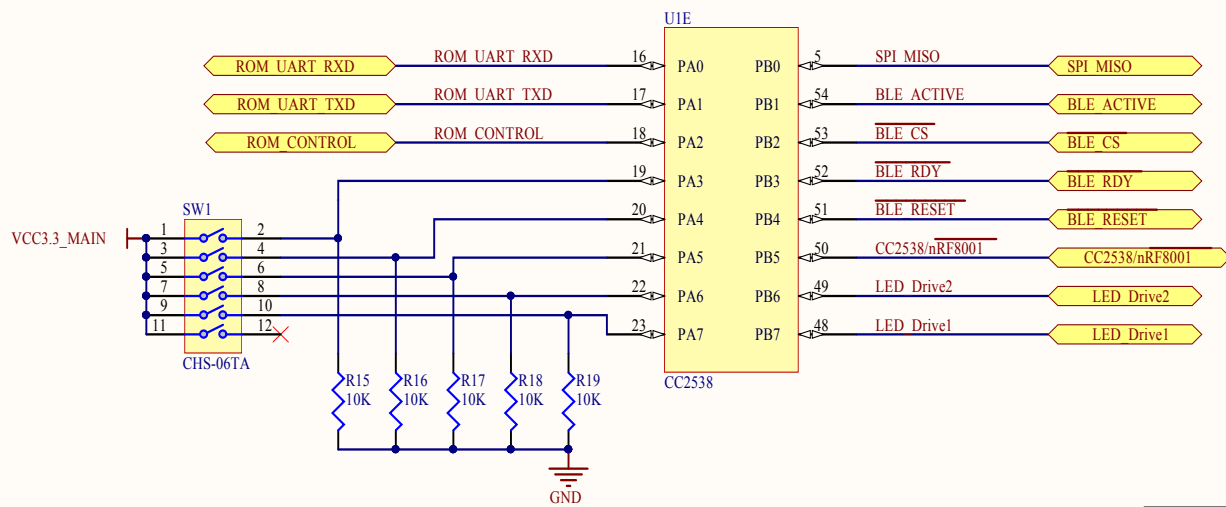 U1E
ROM_UART_RXD ROM_UART_RXD 16 PA0 PB0 5 SPI_MISO SPI_MISO
ROM_UART_TXD ROM_UART_TXD 17 PA1 PB1 54 BLE_ACTIVE BLE_ACTIVE
ROM_CONTROL ROM_CONTROL 18 PA2 PB2 53 BLE_CS BLE_CS
19 PA3 PB3 52 BLE_RDY BLE_RDY
20 PA4 PB4 51 BLE_RESET BLE_RESET
21 PA5 PB5 50 CC2538/nRF8001 CC2538/nRF8001
22 PA6 PB6 49 LED_Drive2 LED_Drive2
23 PA7 PB7 48 LED_Drive1 LED_Drive1
CC2538
SW1
VCC3.3_MAIN
1 2
3 4
5 6
7 8
9 10
11 12
CHS-06TA
R15 R16 R17 R18 R19
10K 10K 10K 10K 10K
GND